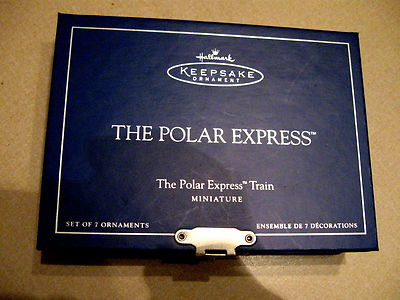 Hallmark
KEEPSAKE
ORNAMENT
THE POLAR EXPRESS™
The Polar Express™ Train
MINIATURE
SET OF 7 ORNAMENTS
ENSEMBLE DE 7 DÉCORATIONS